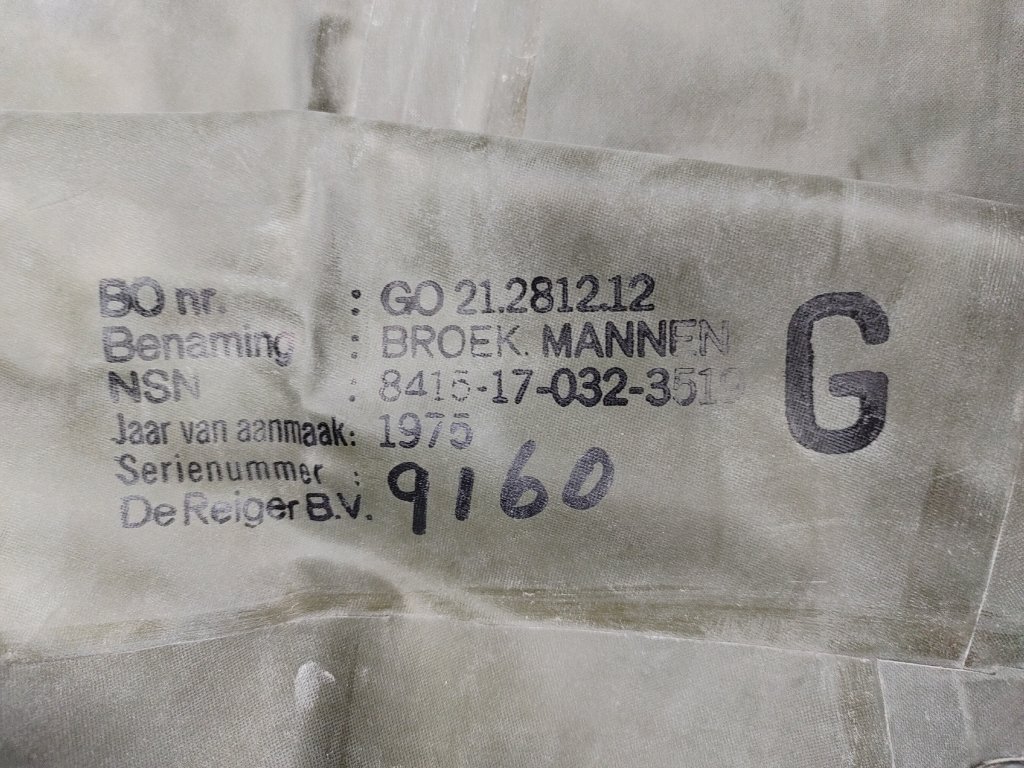 BO nr. : GO 21.2812.12
Benaming : BROEK. MANNEN
NSN : 8415-17-032-3519
Jaar van aanmaak: 1975
Serienummer : 9160
De Reiger B.V.
G